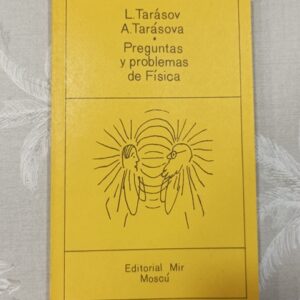 L.Tarásov
A.Tarásova
Preguntas
y problemas
de Física
Editorial Mir
Moscú